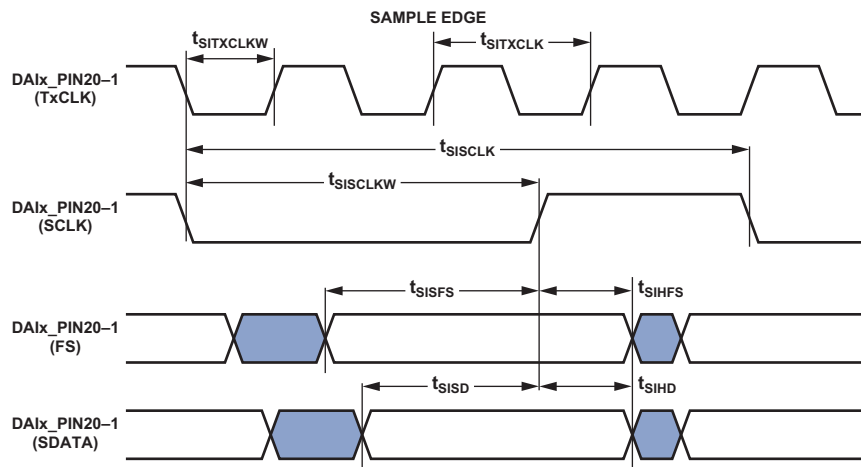 SAMPLE EDGE
tSITXCLKW
tSITXCLK
DAIx_PIN20–1
(TxCLK)
tSISCLK
tSISCLKW
DAIx_PIN20–1
(SCLK)
tSISFS
tSIHFS
DAIx_PIN20–1
(FS)
tSISD
tSIHD
DAIx_PIN20–1
(SDATA)